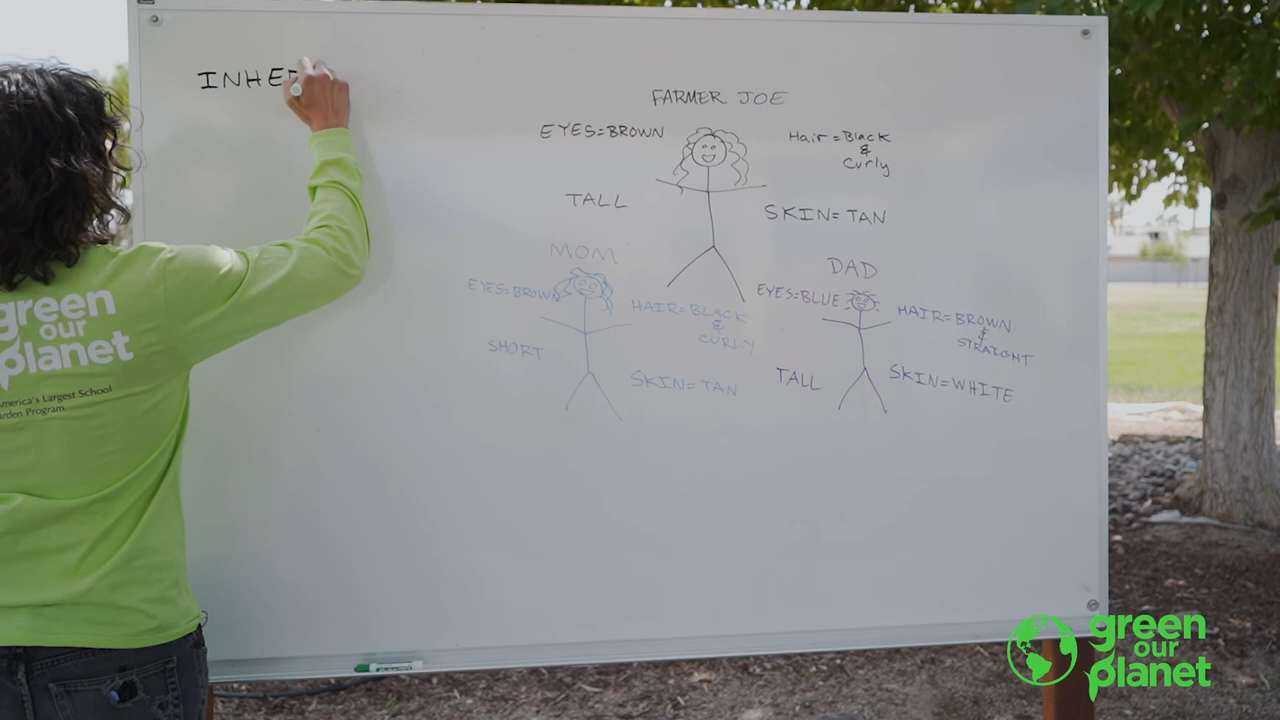 INHE
FARMER JOE
EYES=BROWN
Hair = Black
&
Curly
TALL
SKIN=TAN
MOM
EYES=BROWN
HAIR=BLACK
&
CURLY
SHORT
SKIN=TAN
DAD
EYES=BLUE
HAIR=BROWN
&
STRAIGHT
TALL
SKIN=WHITE
green
our
planet
America's Largest School
Garden Program
green
our
planet